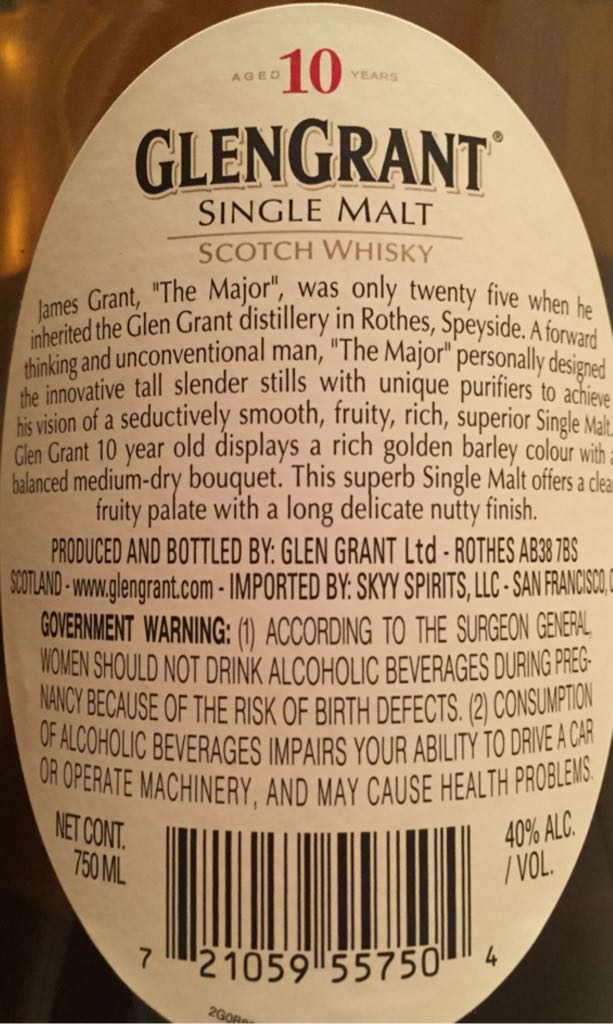 AGED 10 YEARS
GLENGRANT®
SINGLE MALT
SCOTCH WHISKY
James Grant, "The Major", was only twenty five when he
inherited the Glen Grant distillery in Rothes, Speyside. A forward
thinking and unconventional man, "The Major" personally designed
the innovative tall slender stills with unique purifiers to achieve
his vision of a seductively smooth, fruity, rich, superior Single Malt.
Glen Grant 10 year old displays a rich golden barley colour with a
balanced medium-dry bouquet. This superb Single Malt offers a clea
fruity palate with a long delicate nutty finish.
PRODUCED AND BOTTLED BY: GLEN GRANT Ltd - ROTHES AB38 7BS
SCOTLAND - www.glengrant.com - IMPORTED BY: SKYY SPIRITS, LLC - SAN FRANCISCO, C
GOVERNMENT WARNING: (1) ACCORDING TO THE SURGEON GENERAL,
WOMEN SHOULD NOT DRINK ALCOHOLIC BEVERAGES DURING PREG-
NANCY BECAUSE OF THE RISK OF BIRTH DEFECTS. (2) CONSUMPTION
OF ALCOHOLIC BEVERAGES IMPAIRS YOUR ABILITY TO DRIVE A CAR
OR OPERATE MACHINERY, AND MAY CAUSE HEALTH PROBLEMS.
NET CONT.
750 ML
40% ALC.
/ VOL.
7 21059 55750 4